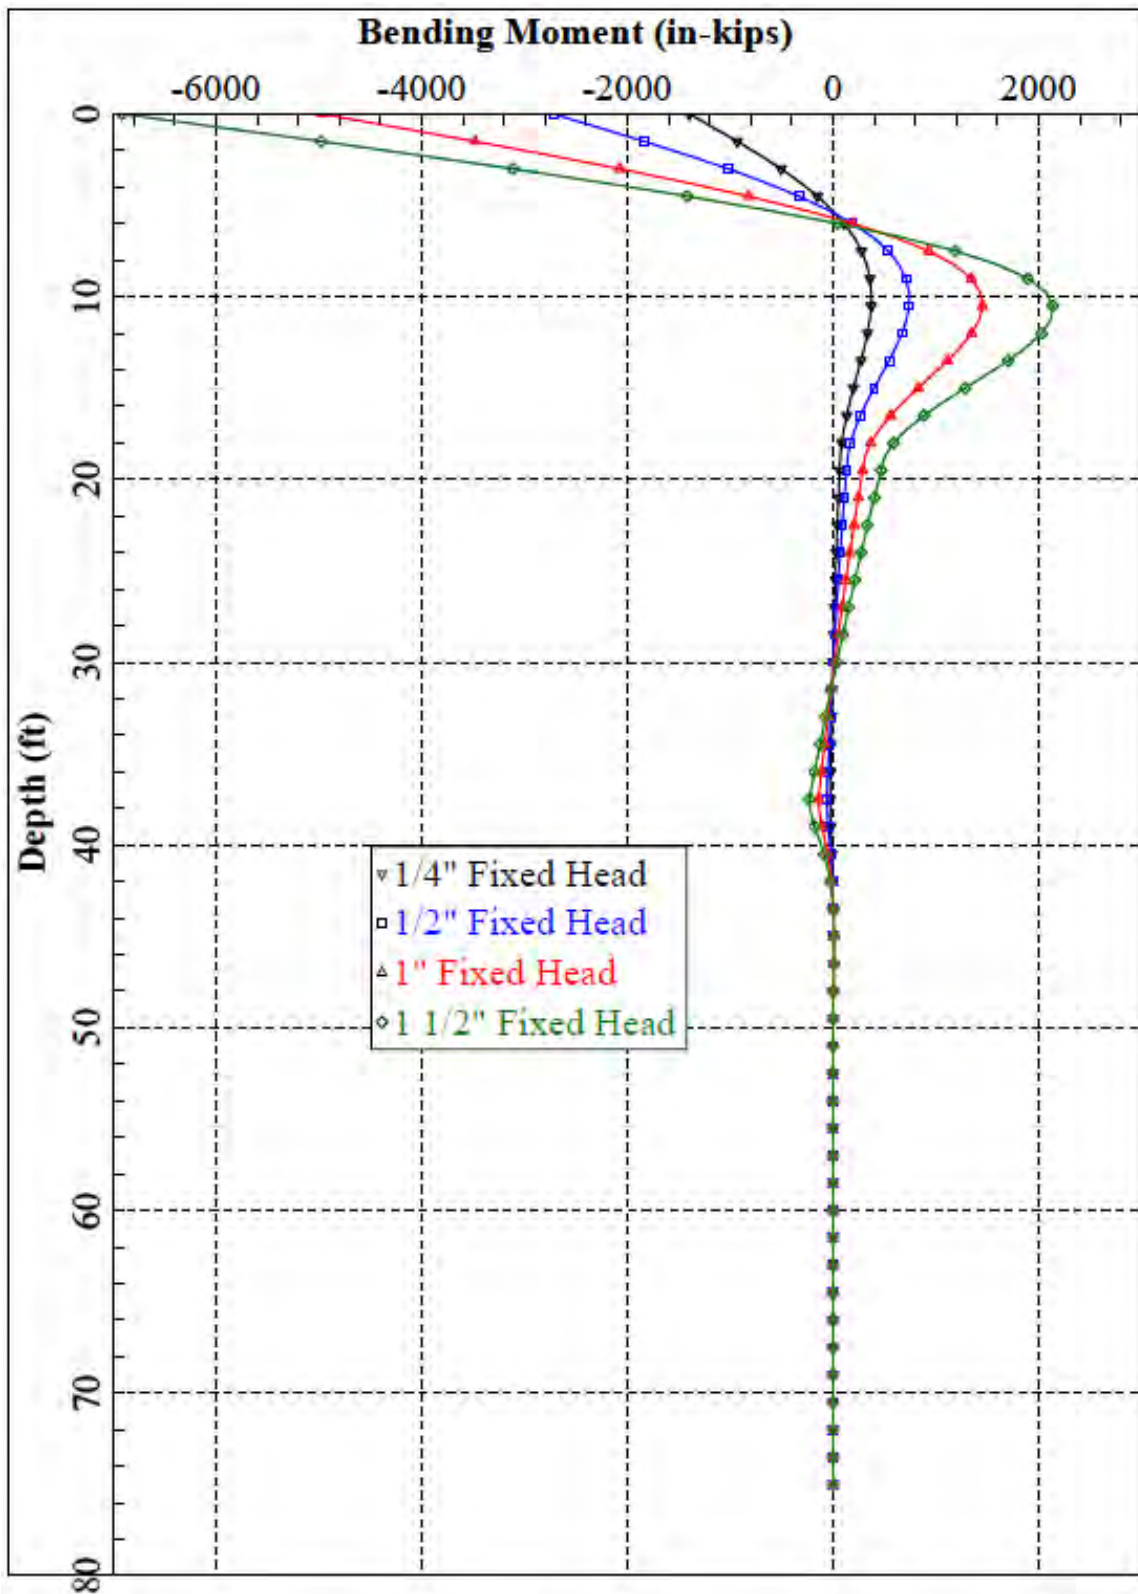 Bending Moment (in-kips)
-6000 -4000 -2000 0 2000
0
10
20
30
40
50
60
70
80
Depth (ft)
1/4" Fixed Head
1/2" Fixed Head
1" Fixed Head
1 1/2" Fixed Head